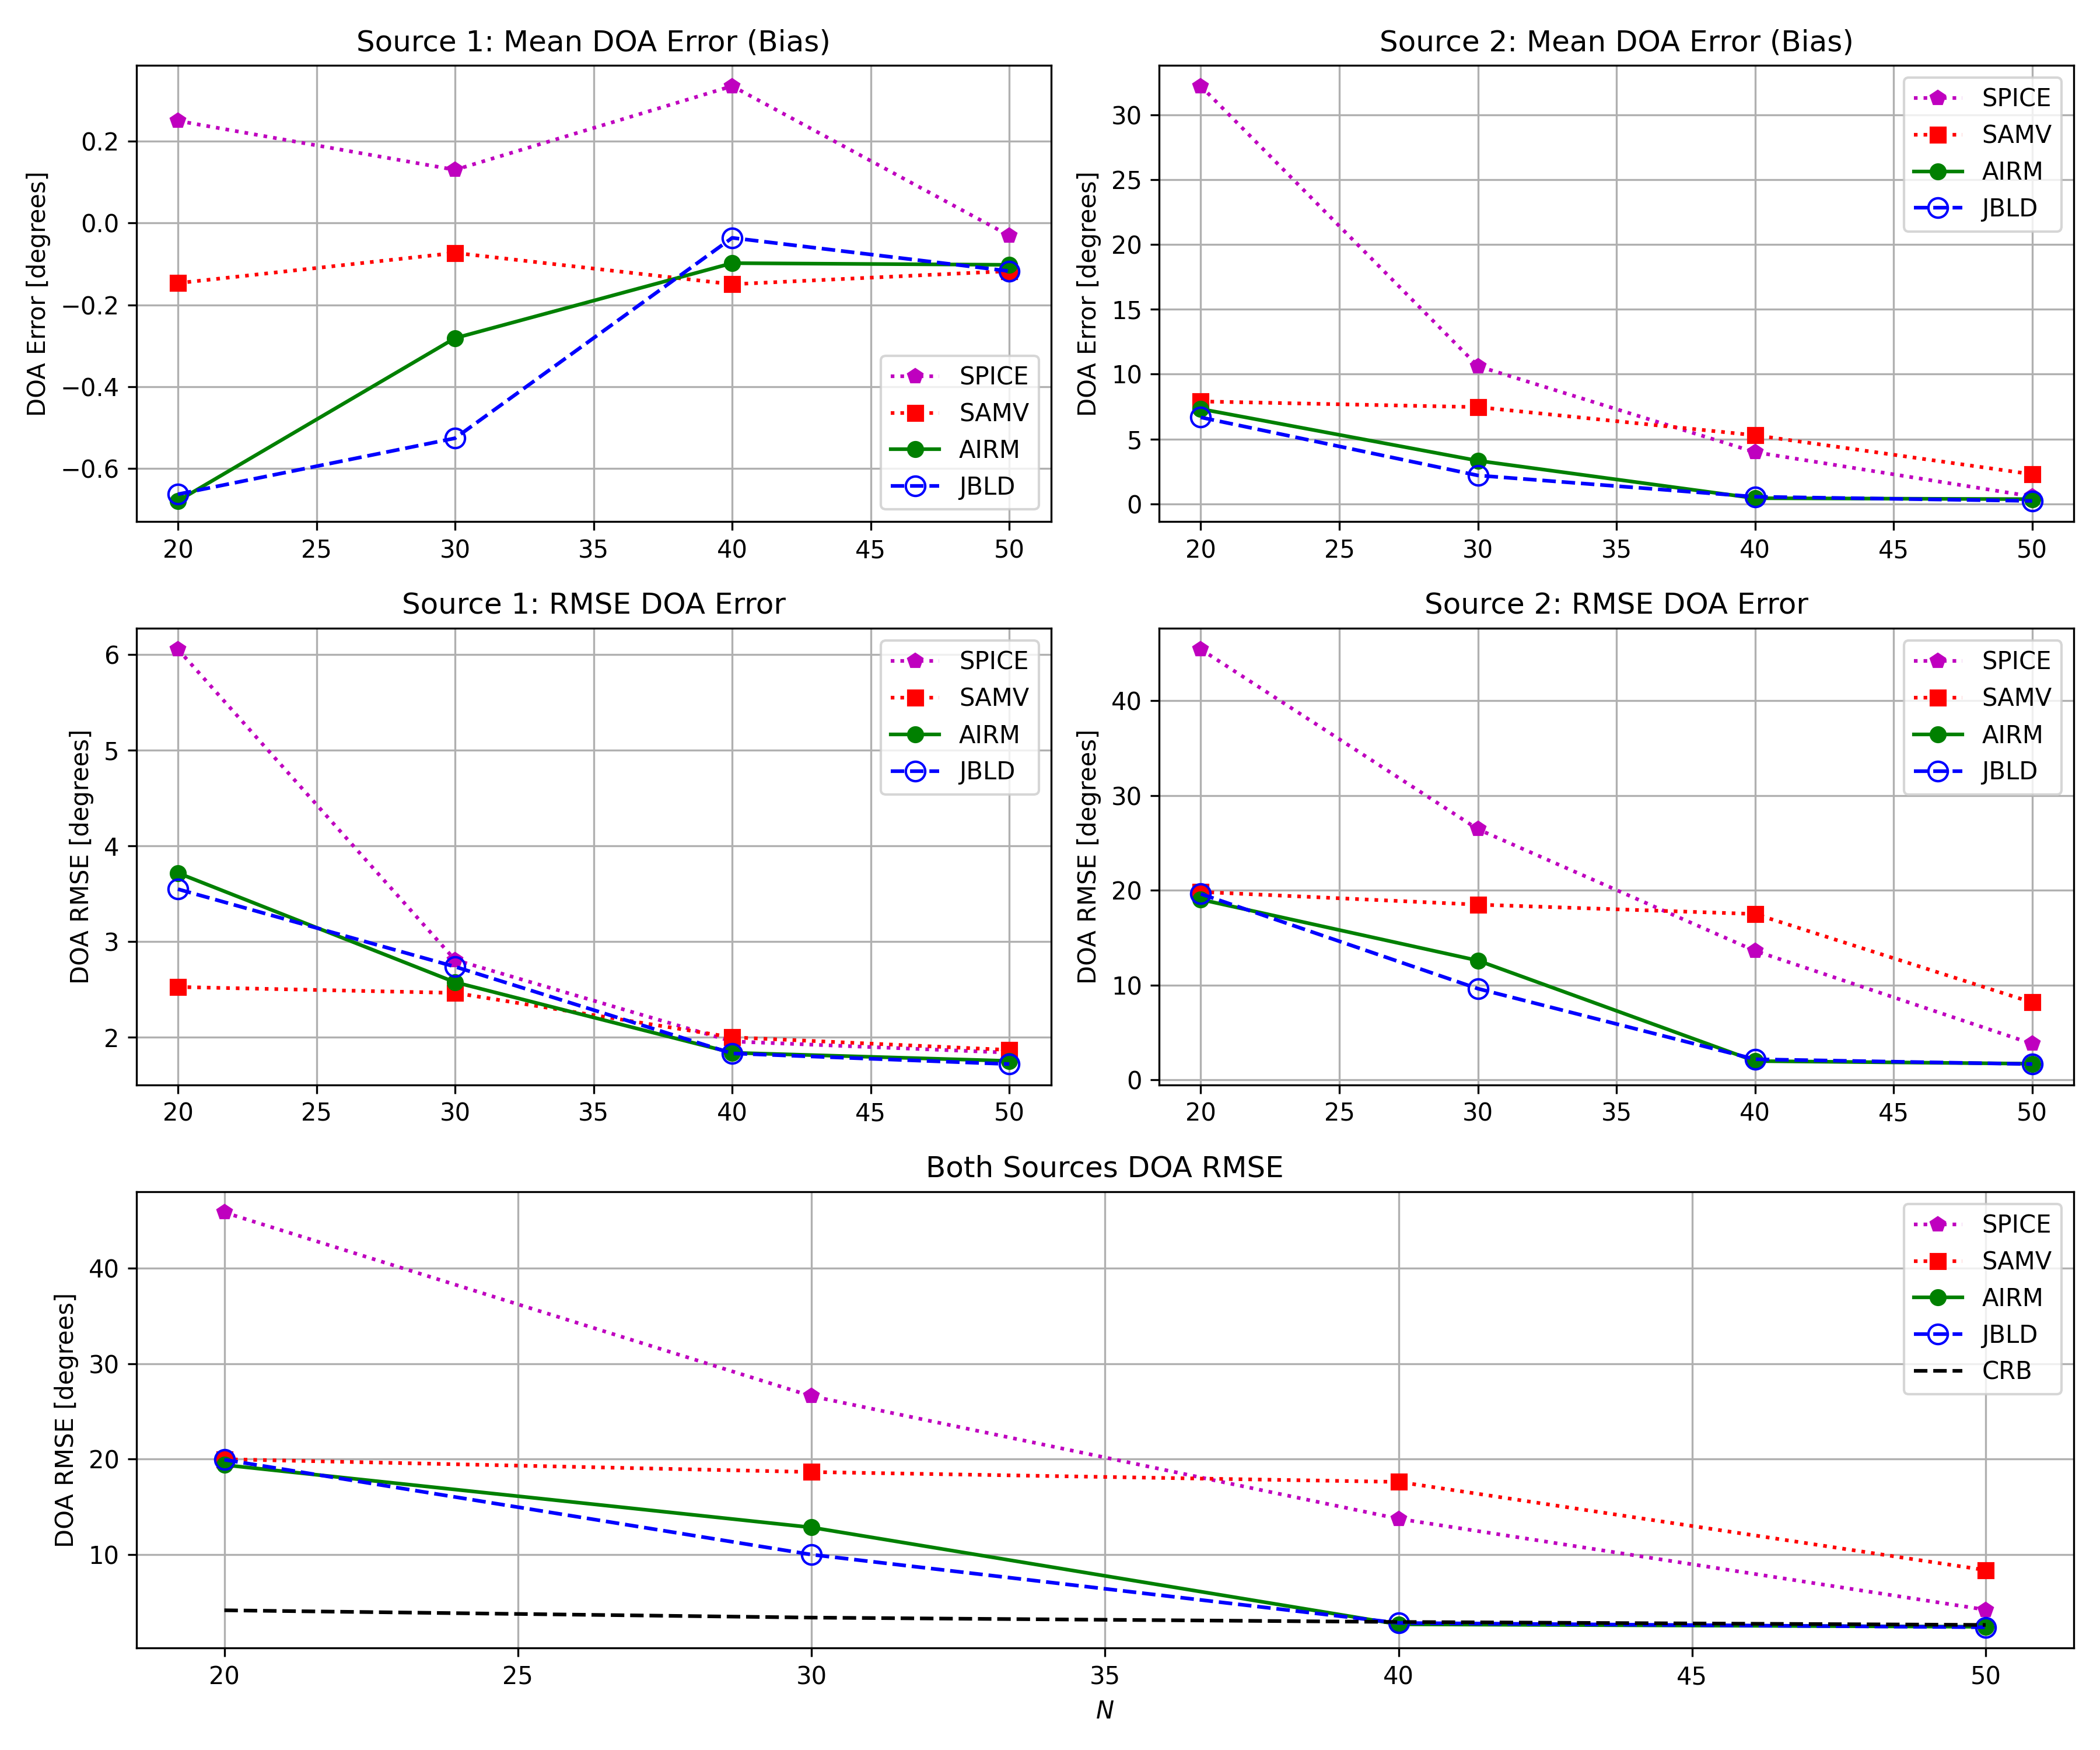 Source 1: Mean DOA Error (Bias)
DOA Error [degrees]
0.2
0.0
−0.2
−0.4
−0.6
20 25 30 35 40 45 50
SPICE
SAMV
AIRM
JBLD
Source 2: Mean DOA Error (Bias)
DOA Error [degrees]
30
25
20
15
10
5
0
20 25 30 35 40 45 50
SPICE
SAMV
AIRM
JBLD
Source 1: RMSE DOA Error
DOA RMSE [degrees]
6
5
4
3
2
20 25 30 35 40 45 50
SPICE
SAMV
AIRM
JBLD
Source 2: RMSE DOA Error
DOA RMSE [degrees]
40
30
20
10
0
20 25 30 35 40 45 50
SPICE
SAMV
AIRM
JBLD
Both Sources DOA RMSE
DOA RMSE [degrees]
40
30
20
10
20 25 30 35 40 45 50
N
SPICE
SAMV
AIRM
JBLD
CRB